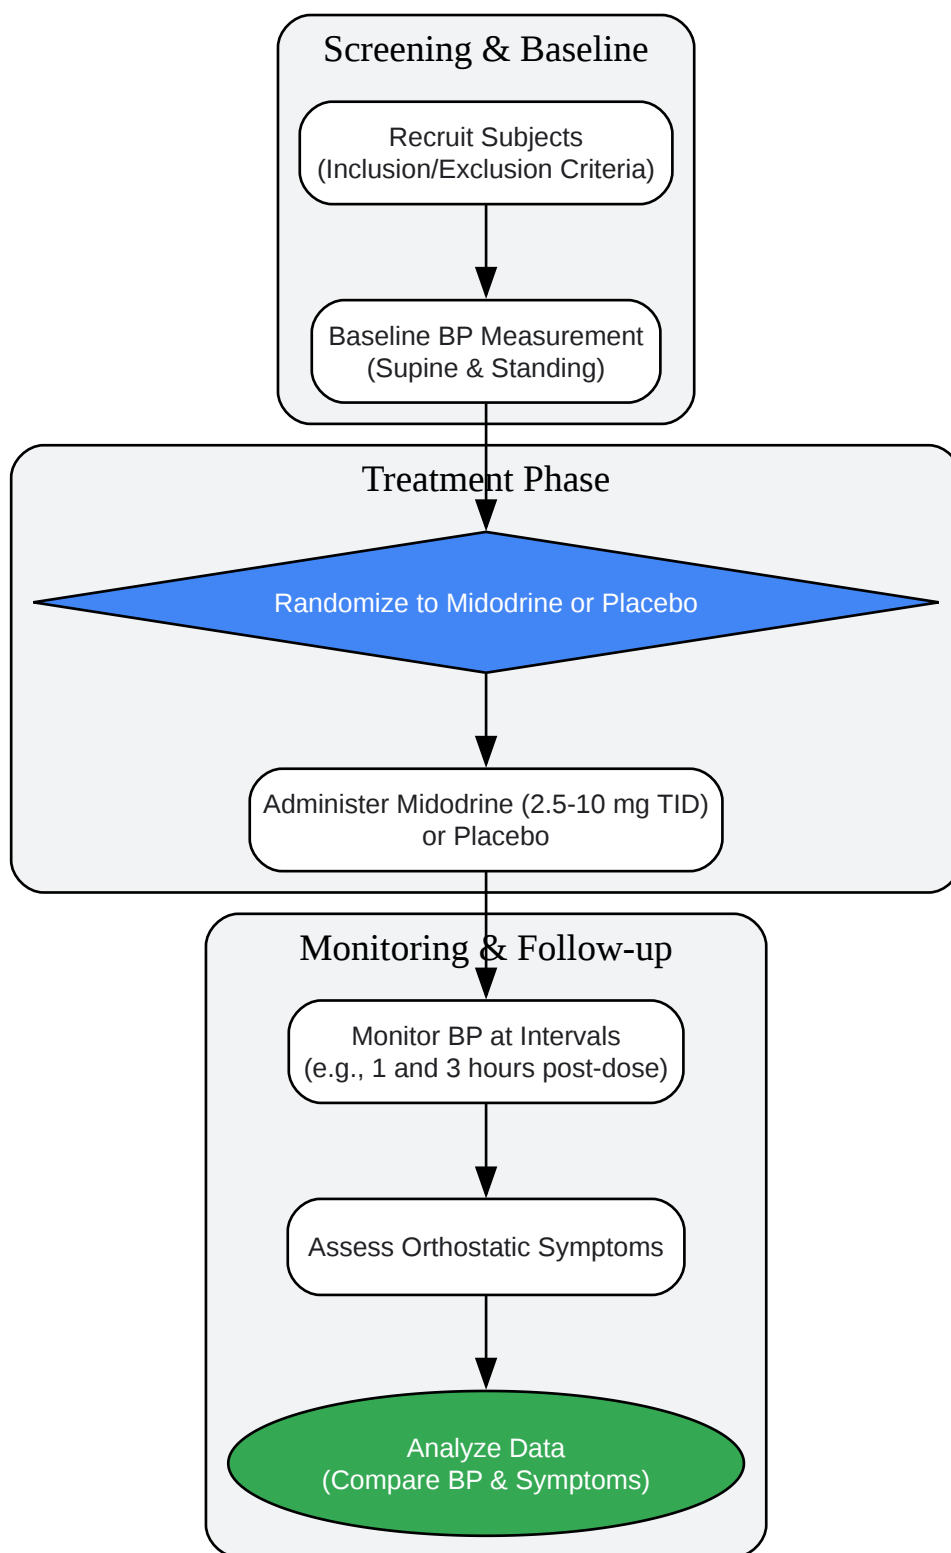 Screening & Baseline
Recruit Subjects
(Inclusion/Exclusion Criteria)
Baseline BP Measurement
(Supine & Standing)
Treatment Phase
Randomize to Midodrine or Placebo
Administer Midodrine (2.5-10 mg TID)
or Placebo
Monitoring & Follow-up
Monitor BP at Intervals
(e.g., 1 and 3 hours post-dose)
Assess Orthostatic Symptoms
Analyze Data
(Compare BP & Symptoms)